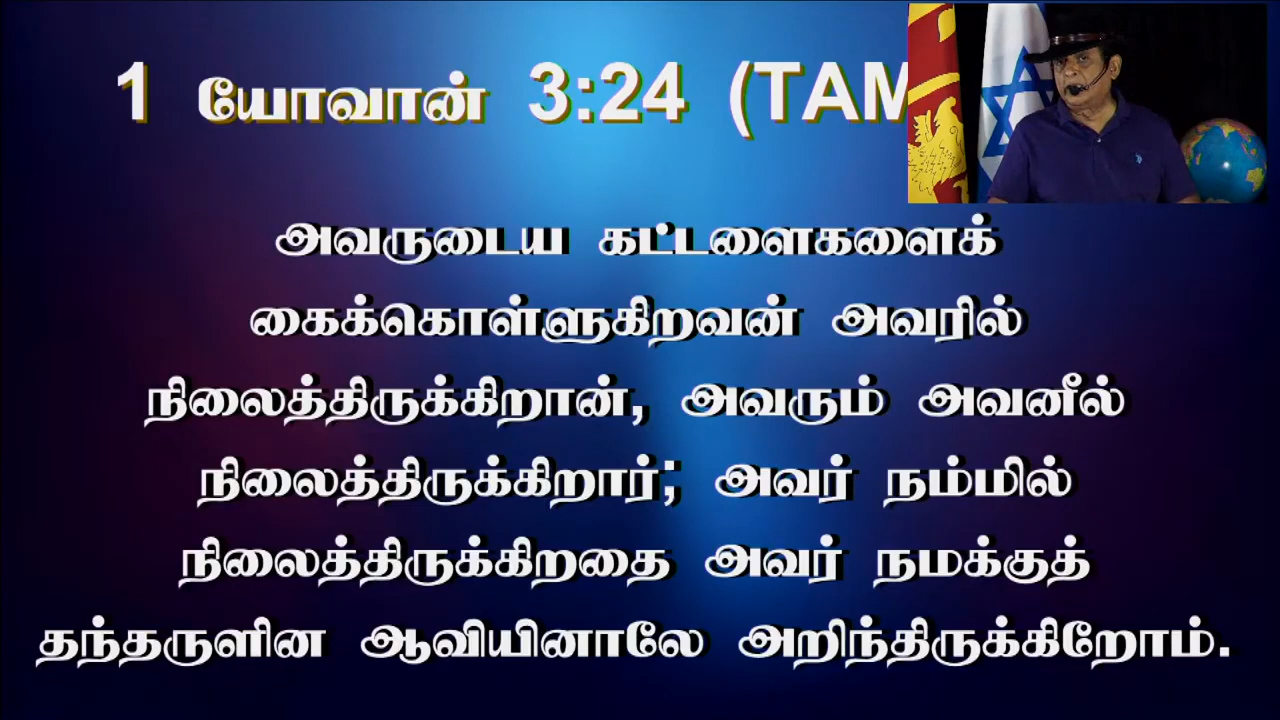 1 யோவான் 3:24 (TAM
அவருடைய கட்டளைகளைக்
கைக்கொள்ளுகிறவன் அவரில்
நிலைத்திருக்கிறான், அவரும் அவனீல்
நிலைத்திருக்கிறார்; அவர் நம்மில்
நிலைத்திருக்கிறதை அவர் நமக்குத்
தந்தருளின ஆவியினாலே அறிந்திருக்கிறோம்.